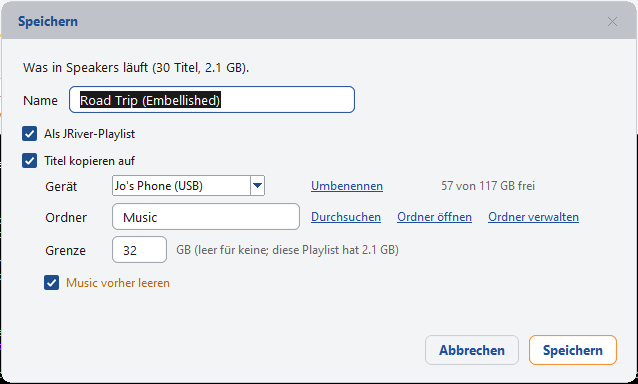 Speichern
Was in Speakers läuft (30 Titel, 2.1 GB).
Name Road Trip (Embellished)
Als JRiver-Playlist
Titel kopieren auf
Gerät Jo's Phone (USB) Umbenennen 57 von 117 GB frei
Ordner Music Durchsuchen Ordner öffnen Ordner verwalten
Grenze 32 GB (leer für keine; diese Playlist hat 2.1 GB)
Music vorher leeren
Abbrechen Speichern